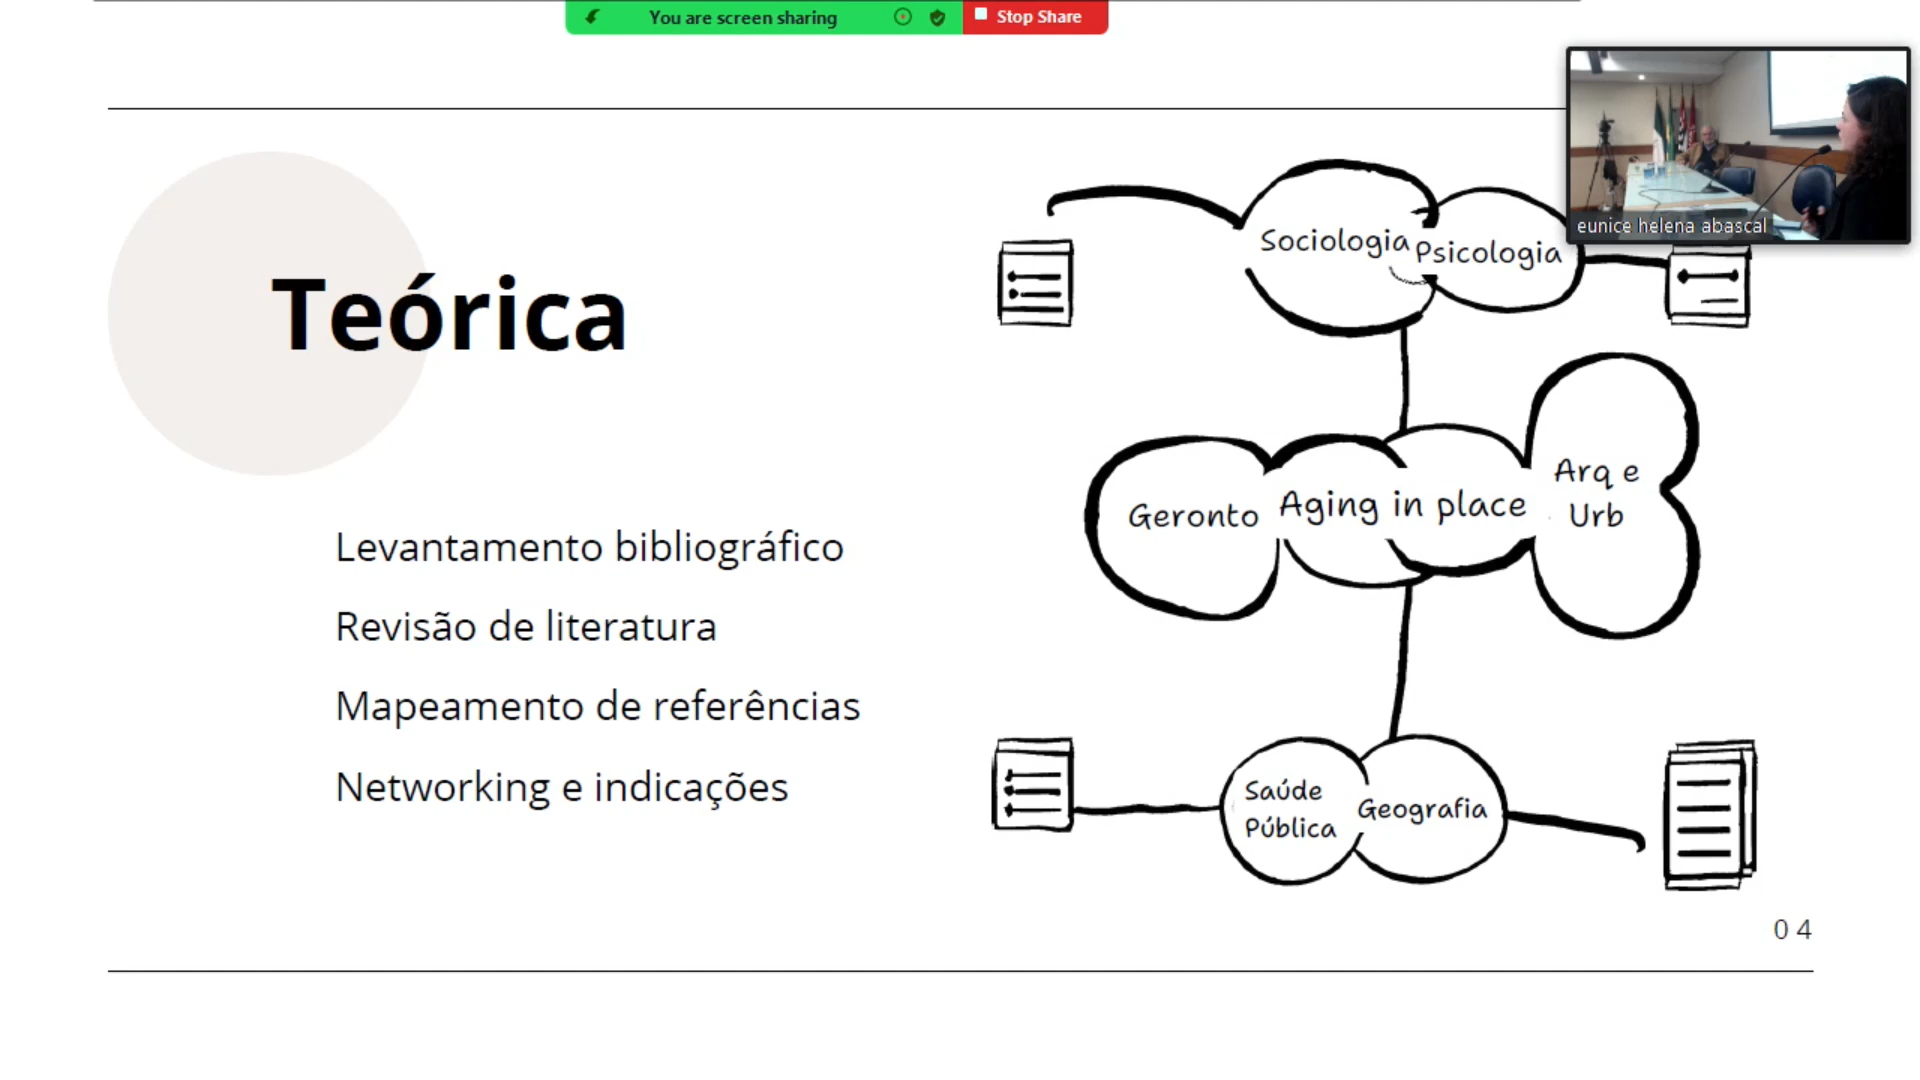 You are screen sharing
Stop Share
eunice helena abascal
Teórica
Levantamento bibliográfico
Revisão de literatura
Mapeamento de referências
Networking e indicações
Sociologia
Psicologia
Geronto
Aging in place
Arq e
Urb
Saúde
Pública
Geografia
04